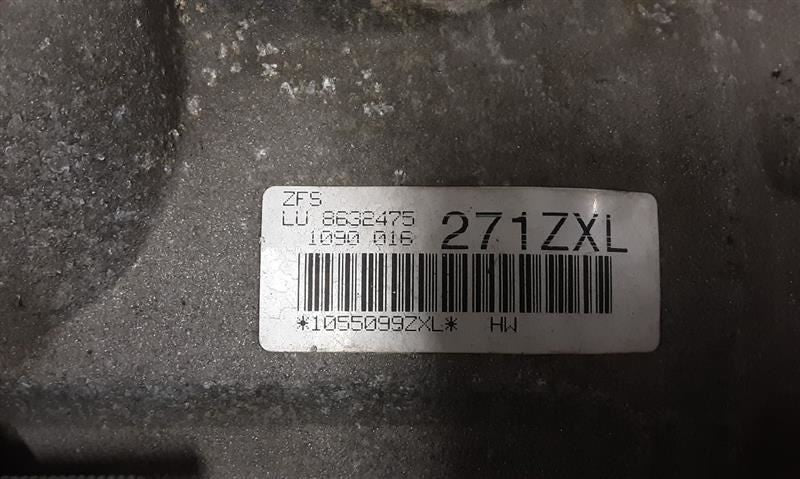 ZFS
LU 8632475
1090 016 271ZXL
*1055099ZXL* HW